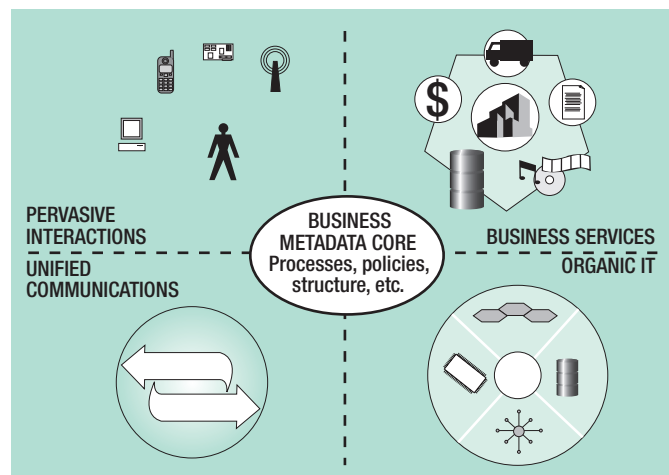 $
PERVASIVE
INTERACTIONS
BUSINESS
METADATA CORE
Processes, policies,
structure, etc.
BUSINESS SERVICES
UNIFIED
COMMUNICATIONS
ORGANIC IT